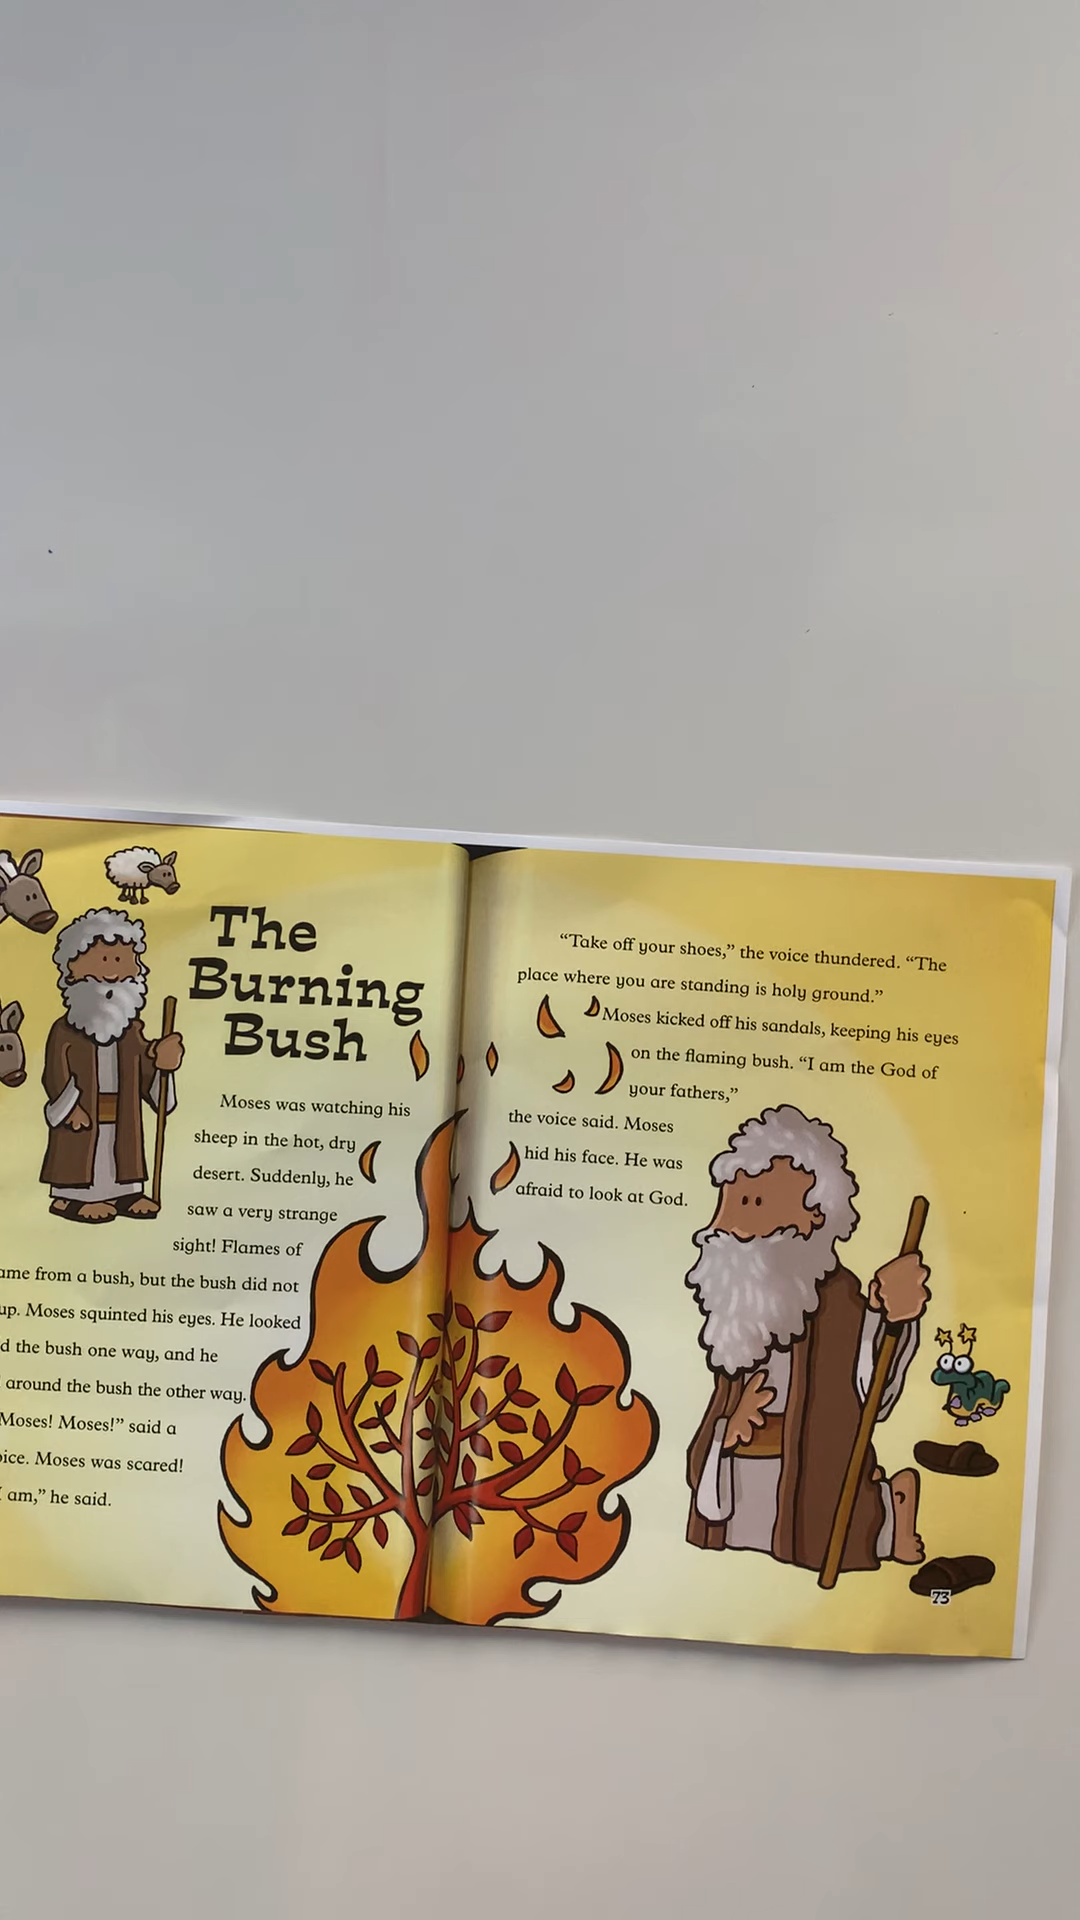 The
Burning
Bush
Moses was watching his
sheep in the hot, dry
desert. Suddenly, he
saw a very strange
sight! Flames of
ame from a bush, but the bush did not
up. Moses squinted his eyes. He looked
d the bush one way, and he
around the bush the other way.
Moses! Moses!” said a
oice. Moses was scared!
I am,” he said.
“Take off your shoes,” the voice thundered. “The
place where you are standing is holy ground.”
Moses kicked off his sandals, keeping his eyes
on the flaming bush. “I am the God of
your fathers,”
the voice said. Moses
hid his face. He was
afraid to look at God.
73